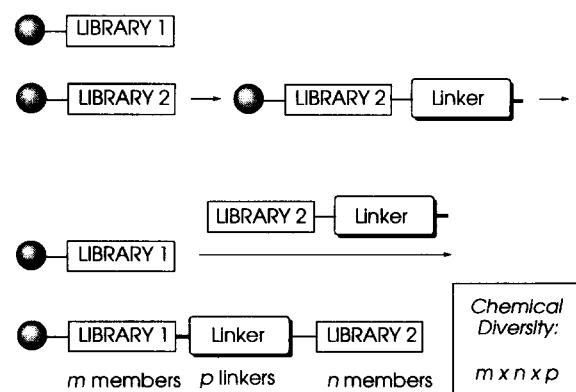 LIBRARY 1
LIBRARY 2
LIBRARY 2
Linker
LIBRARY 2
Linker
LIBRARY 1
LIBRARY 1
Linker
LIBRARY 2
m members
p linkers
n members
Chemical
Diversity:
m x n x p